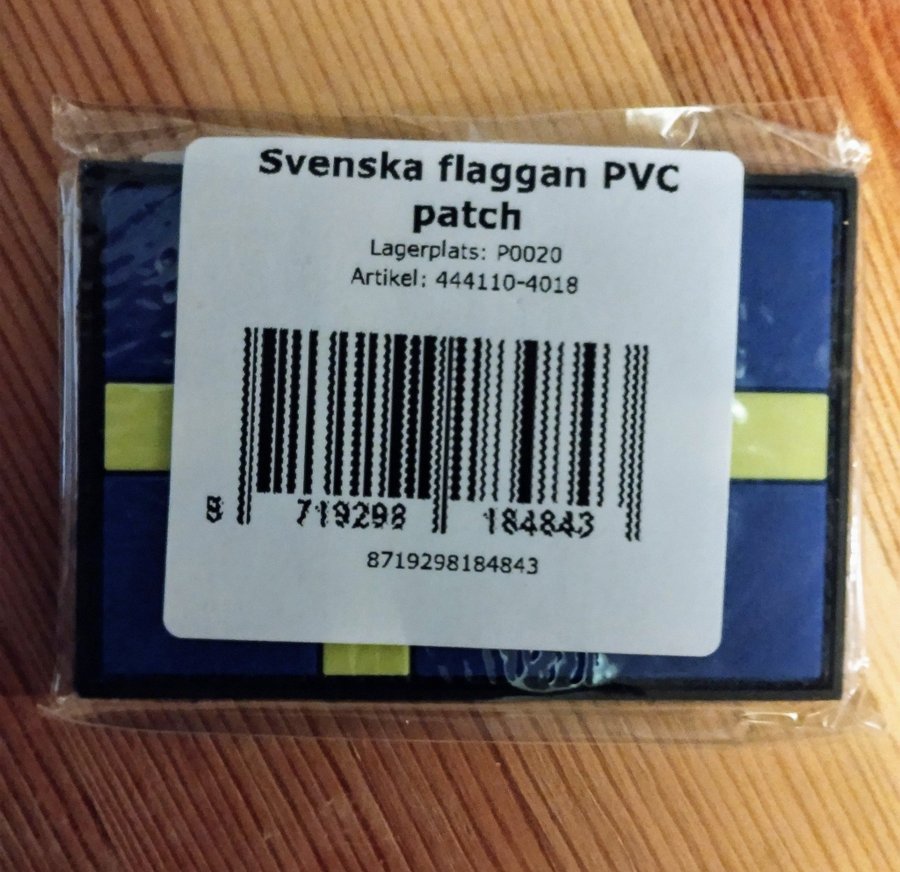 Svenska flaggan PVC
patch
Lagerplats: P0020
Artikel: 444110-4018
8 719298 184843
8719298184843